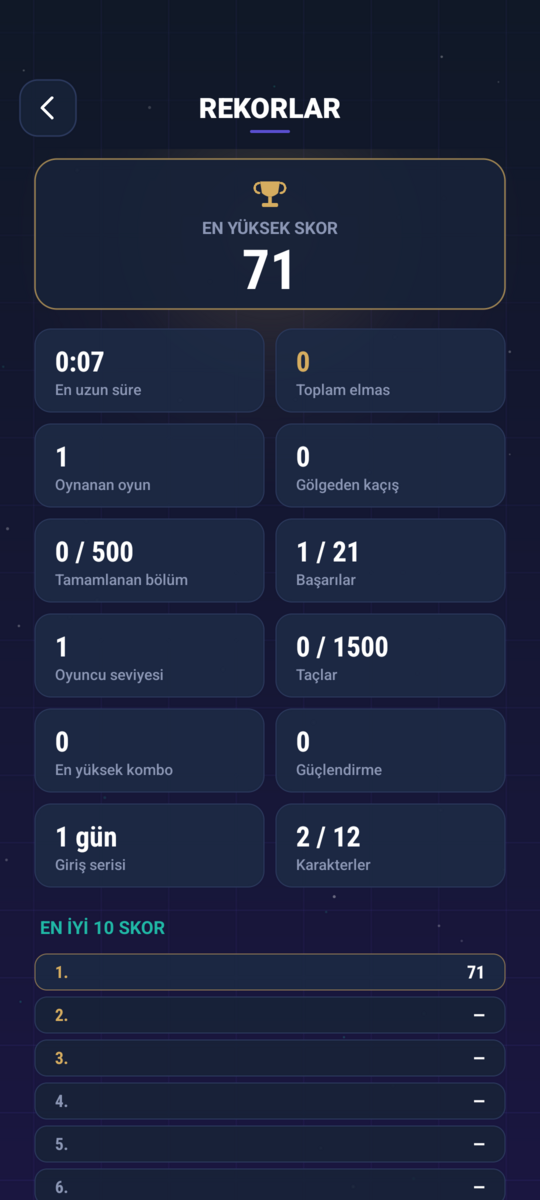 REKORLAR
EN YÜKSEK SKOR
71
0:07
En uzun süre
0
Toplam elmas
1
Oynanan oyun
0
Gölgeden kaçış
0 / 500
Tamamlanan bölüm
1 / 21
Başarılar
1
Oyuncu seviyesi
0 / 1500
Taçlar
0
En yüksek kombo
0
Güçlendirme
1 gün
Giriş serisi
2 / 12
Karakterler
EN İYİ 10 SKOR
1. 71
2. –
3. –
4. –
5. –
6. –